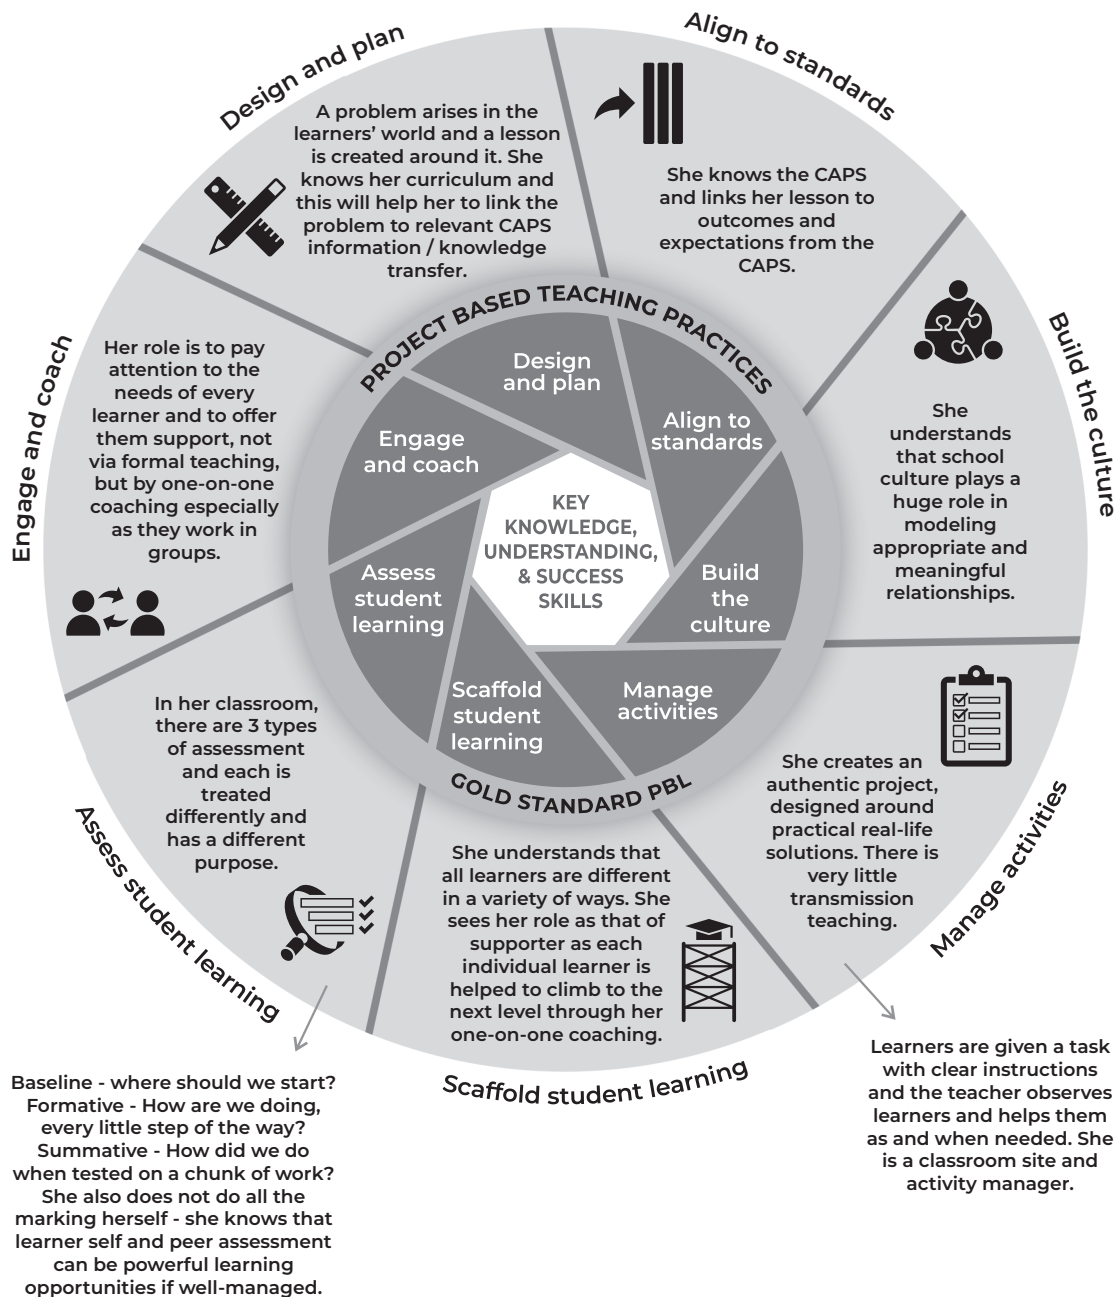 Design and plan
A problem arises in the
learners' world and a lesson
is created around it. She
knows her curriculum and
this will help her to link the
problem to relevant CAPS
information / knowledge
transfer.
Align to standards
She knows the CAPS
and links her lesson to
outcomes and
expectations from the
CAPS.
Build the culture
She
understands
that school
culture plays a
huge role in
modeling
appropriate and
meaningful
relationships.
Manage activities
She creates an
authentic project,
designed around
practical real-life
solutions. There is
very little
transmission
teaching.
Learners are given a task
with clear instructions
and the teacher observes
learners and helps them
as and when needed. She
is a classroom site and
activity manager.
Scaffold student learning
She understands that
all learners are different
in a variety of ways. She
sees her role as that of
supporter as each
individual learner is
helped to climb to the
next level through her
one-on-one coaching.
Assess student learning
In her classroom,
there are 3 types
of assessment
and each is
treated
differently and
has a different
purpose.
Baseline - where should we start?
Formative - How are we doing,
every little step of the way?
Summative - How did we do
when tested on a chunk of work?
She also does not do all the
marking herself - she knows that
learner self and peer assessment
can be powerful learning
opportunities if well-managed.
Engage and coach
Her role is to pay
attention to the
needs of every
learner and to offer
them support, not
via formal teaching,
but by one-on-one
coaching especially
as they work in
groups.
PROJECT BASED TEACHING PRACTICES
Design
and plan
Align to
standards
Build
the
culture
Manage
activities
Scaffold
student
learning
Assess
student
learning
Engage
and coach
KEY
KNOWLEDGE,
UNDERSTANDING,
& SUCCESS
SKILLS
GOLD STANDARD PBL